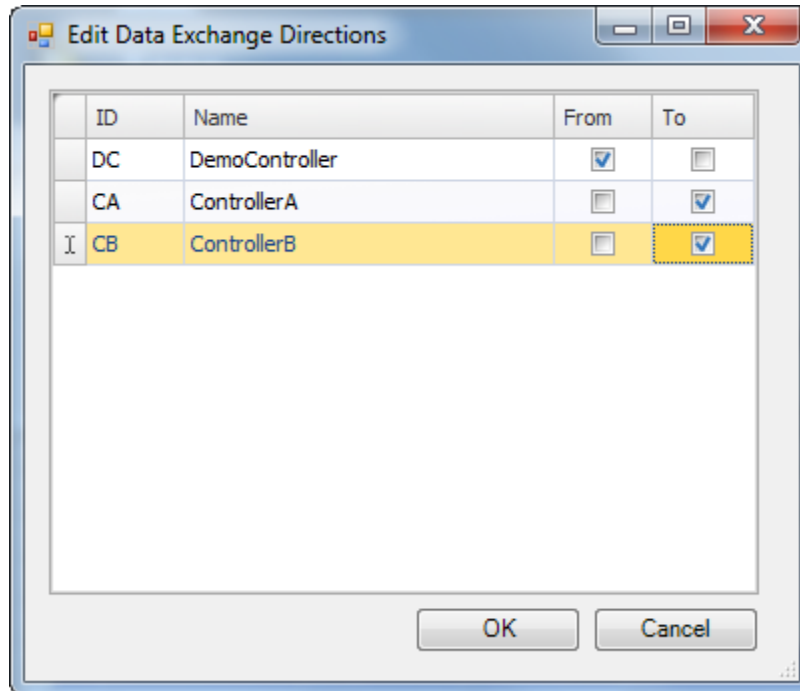 Edit Data Exchange Directions
ID Name From To
DC DemoController
CA ControllerA
CB ControllerB
OK Cancel